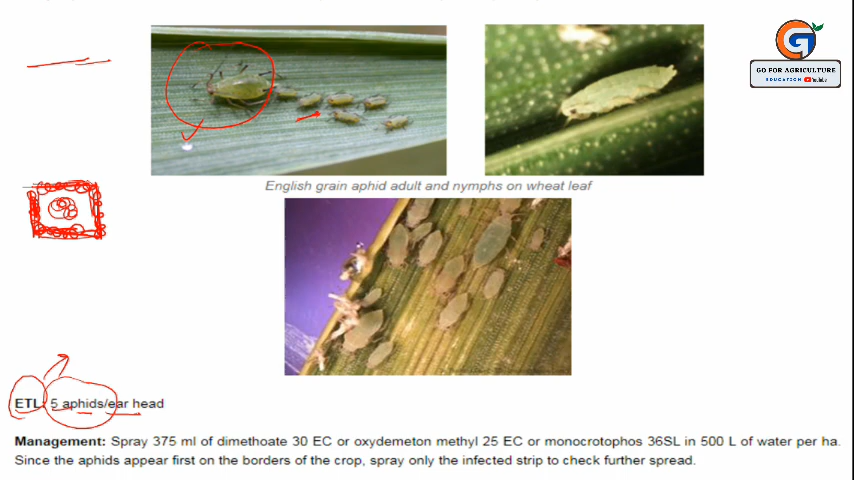 GO FOR AGRICULTURE
EDUCATION YouTube
English grain aphid adult and nymphs on wheat leaf
ETL: 5 aphids/ear head
Management: Spray 375 ml of dimethoate 30 EC or oxydemeton methyl 25 EC or monocrotophos 36SL in 500 L of water per ha.
Since the aphids appear first on the borders of the crop, spray only the infected strip to check further spread.